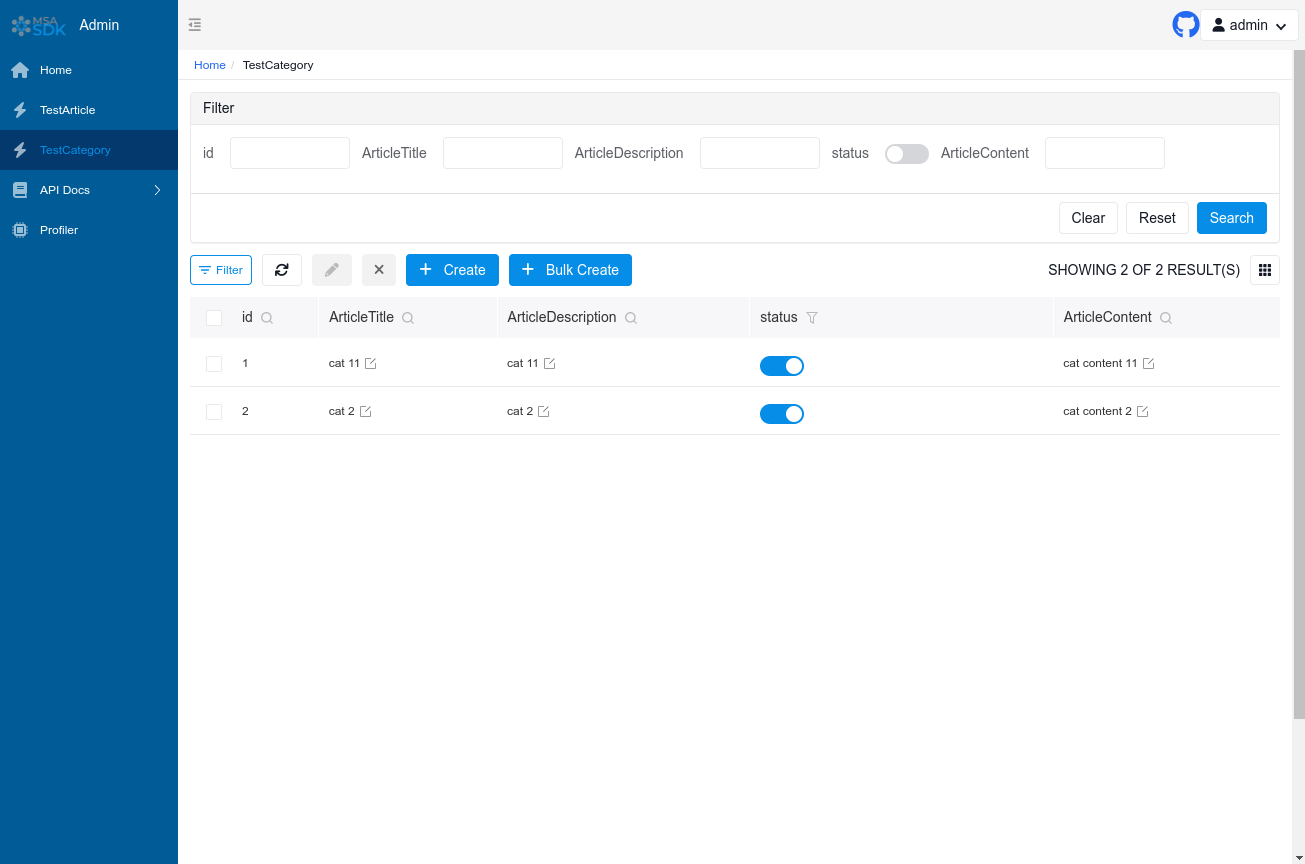 MSA SDK Admin
admin
Home
TestArticle
TestCategory
API Docs
Profiler
Home / TestCategory
Filter
id ArticleTitle ArticleDescription status ArticleContent
Clear Reset Search
Filter Create Bulk Create SHOWING 2 OF 2 RESULT(S)
id ArticleTitle ArticleDescription status ArticleContent
1 cat 11 cat 11 cat content 11
2 cat 2 cat 2 cat content 2